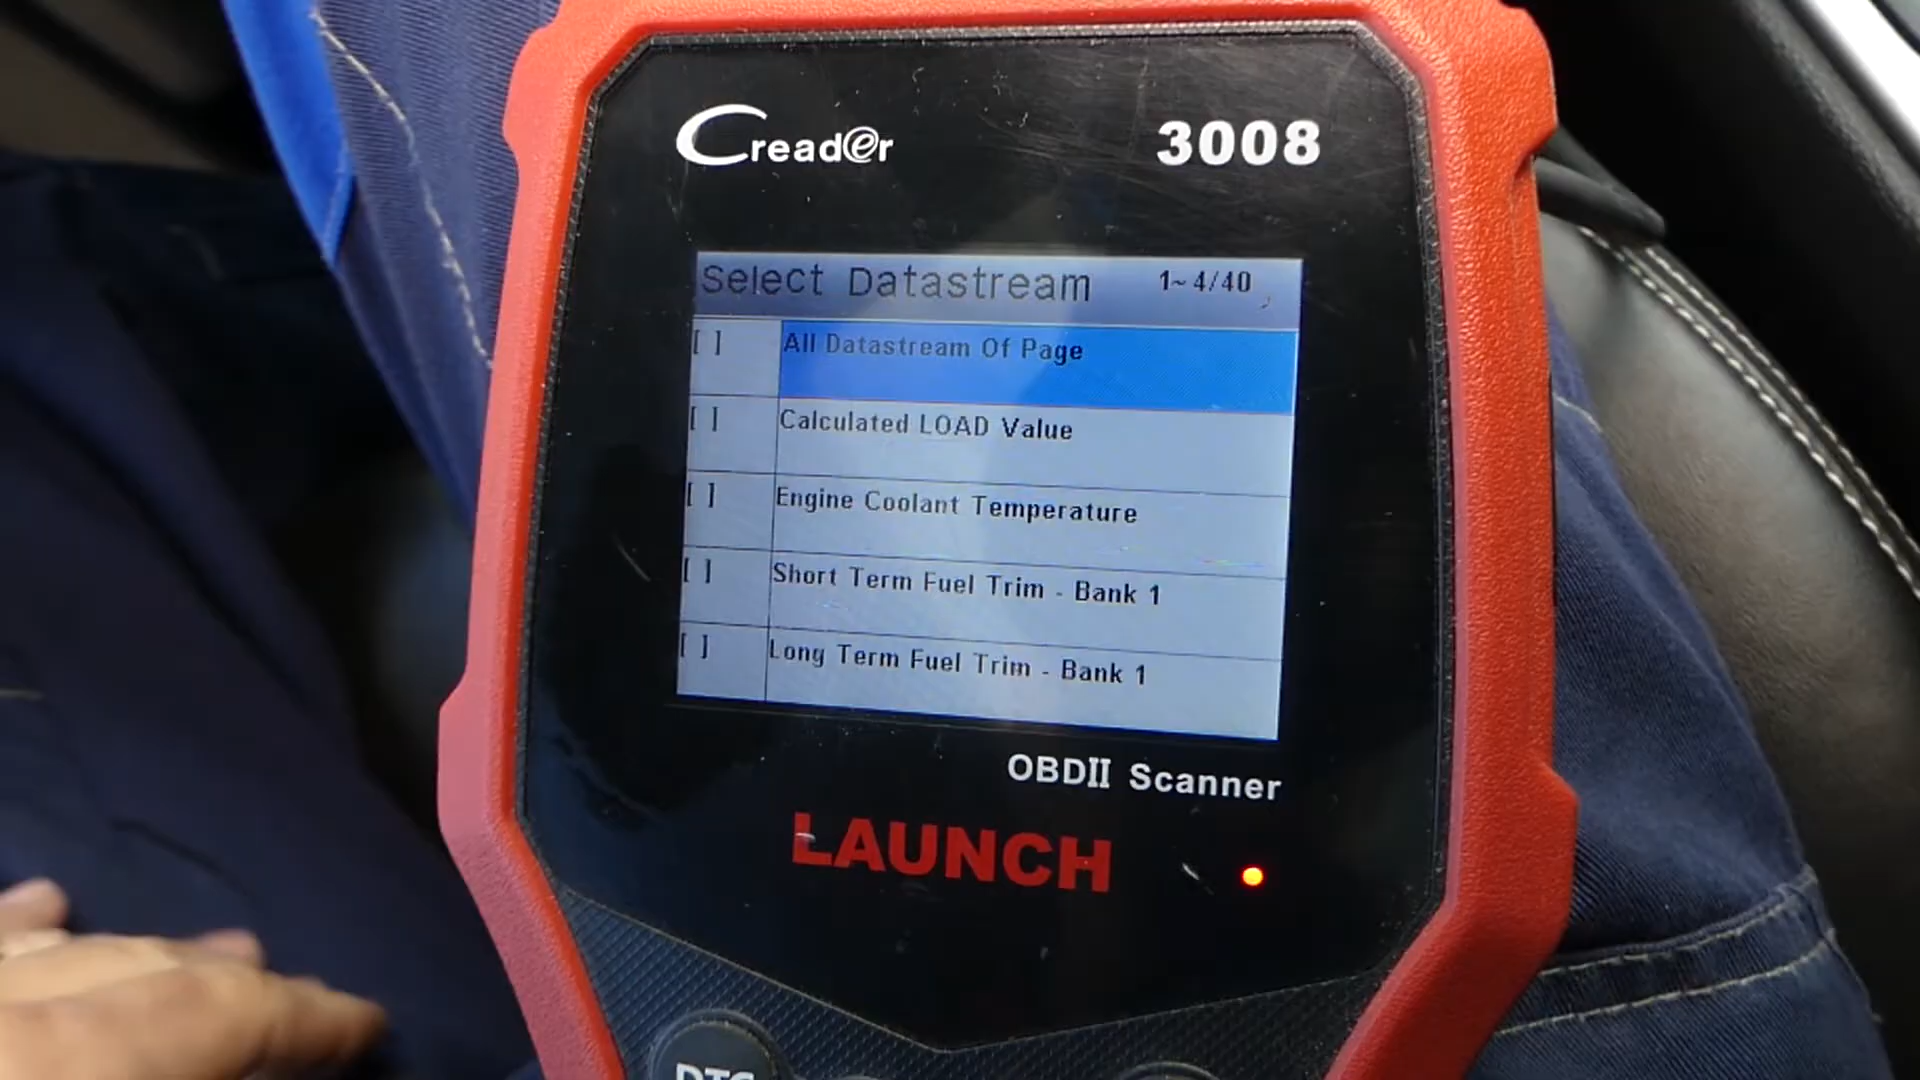 Creader 3008
Select Datastream 1~4/40
[ ] All Datastream Of Page
[ ] Calculated LOAD Value
[ ] Engine Coolant Temperature
[ ] Short Term Fuel Trim - Bank 1
[ ] Long Term Fuel Trim - Bank 1
OBDII Scanner
LAUNCH
DTC